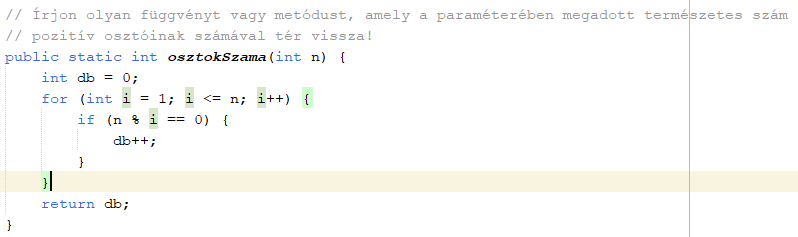 // Írjon olyan függvényt vagy metódust, amely a paraméterében megadott természetes szám
// pozitív osztóinak számával tér vissza!
public static int osztokSzama(int n) {
    int db = 0;
    for (int i = 1; i <= n; i++) {
        if (n % i == 0) {
            db++;
        }
    }
    return db;
}